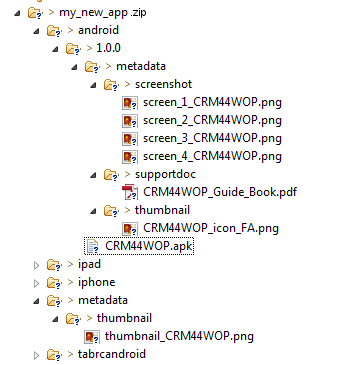 > my_new_app.zip
> android
> 1.0.0
> metadata
> screenshot
screen_1_CRM44WOP.png
screen_2_CRM44WOP.png
screen_3_CRM44WOP.png
screen_4_CRM44WOP.png
> supportdoc
CRM44WOP_Guide_Book.pdf
> thumbnail
CRM44WOP_icon_FA.png
CRM44WOP.apk
> ipad
> iphone
> metadata
> thumbnail
thumbnail_CRM44WOP.png
> tabrcandroid